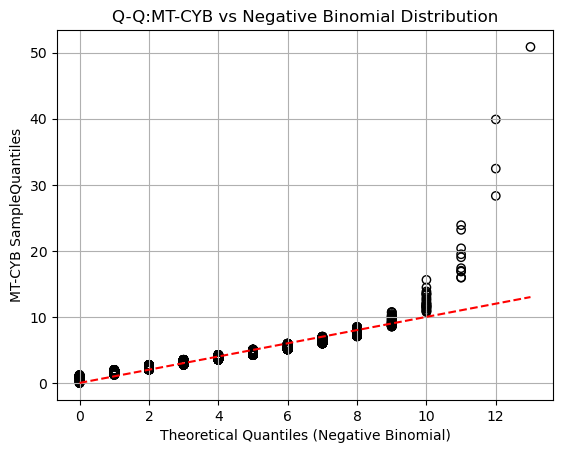 Q-Q:MT-CYB vs Negative Binomial Distribution
MT-CYB SampleQuantiles
50
40
30
20
10
0
0 2 4 6 8 10 12
Theoretical Quantiles (Negative Binomial)